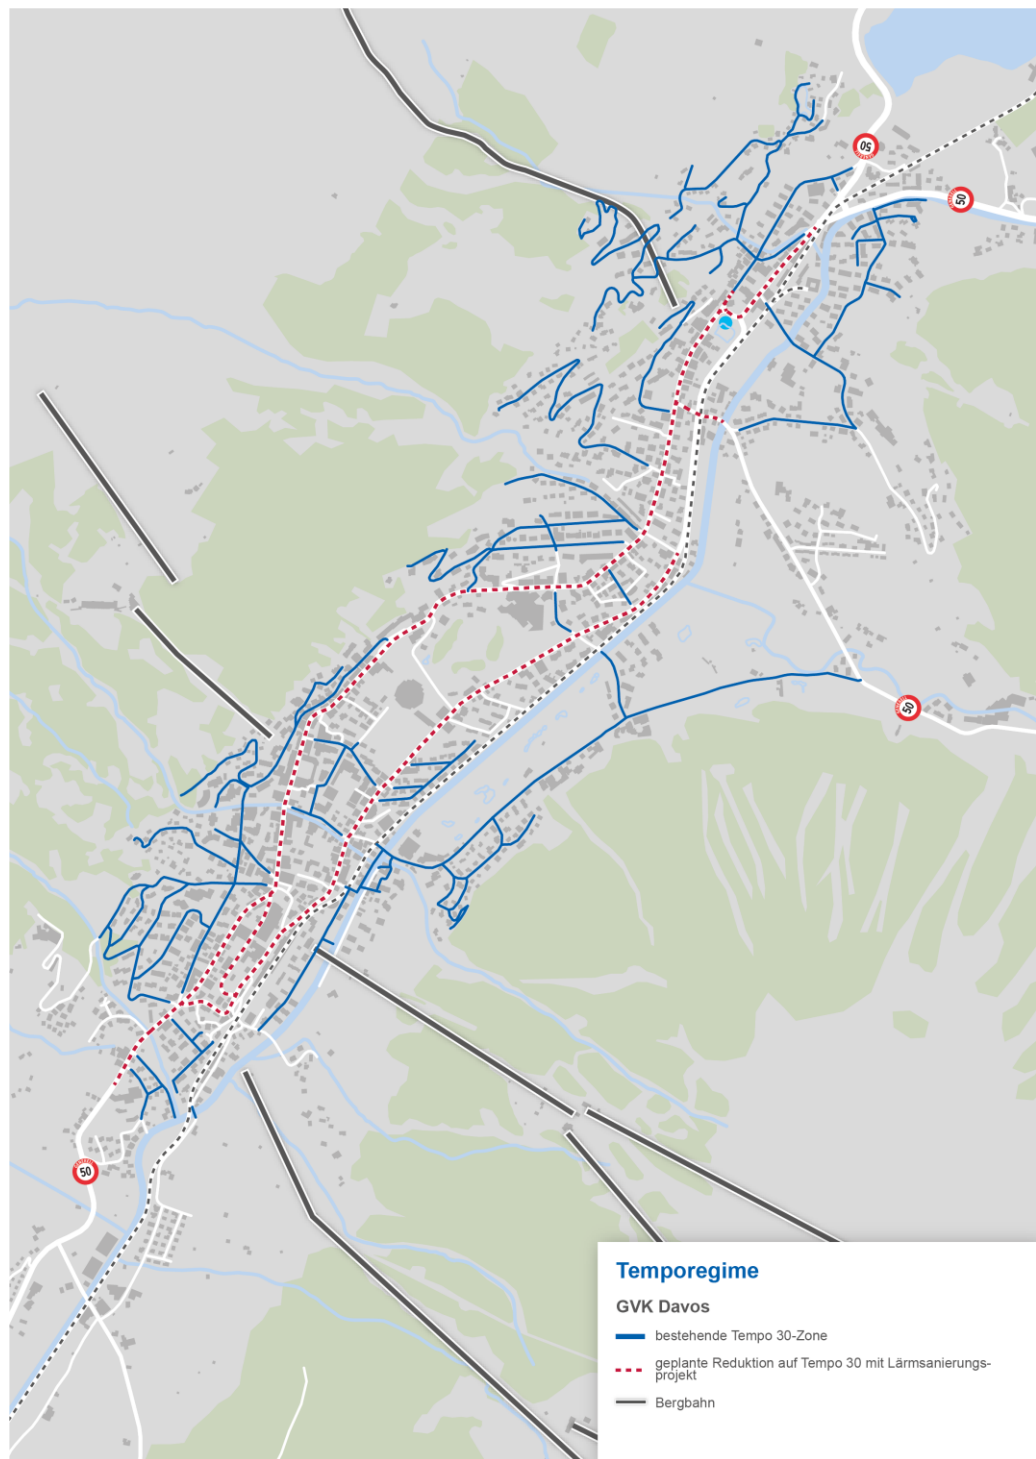 50
50
50
50
Temporegime
GVK Davos
bestehende Tempo 30-Zone
geplante Reduktion auf Tempo 30 mit Lärmsanierungs-
projekt
Bergbahn